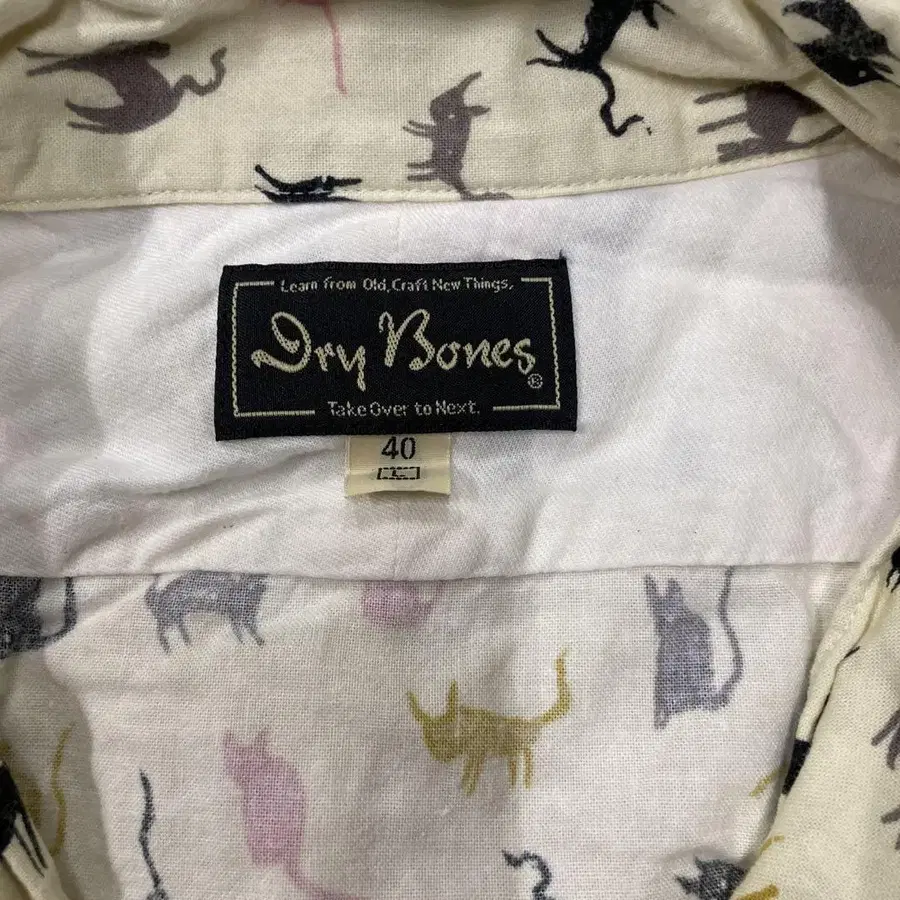 Learn from Old, Craft New Things.
Dry Bones®
Take Over to Next.
40
L